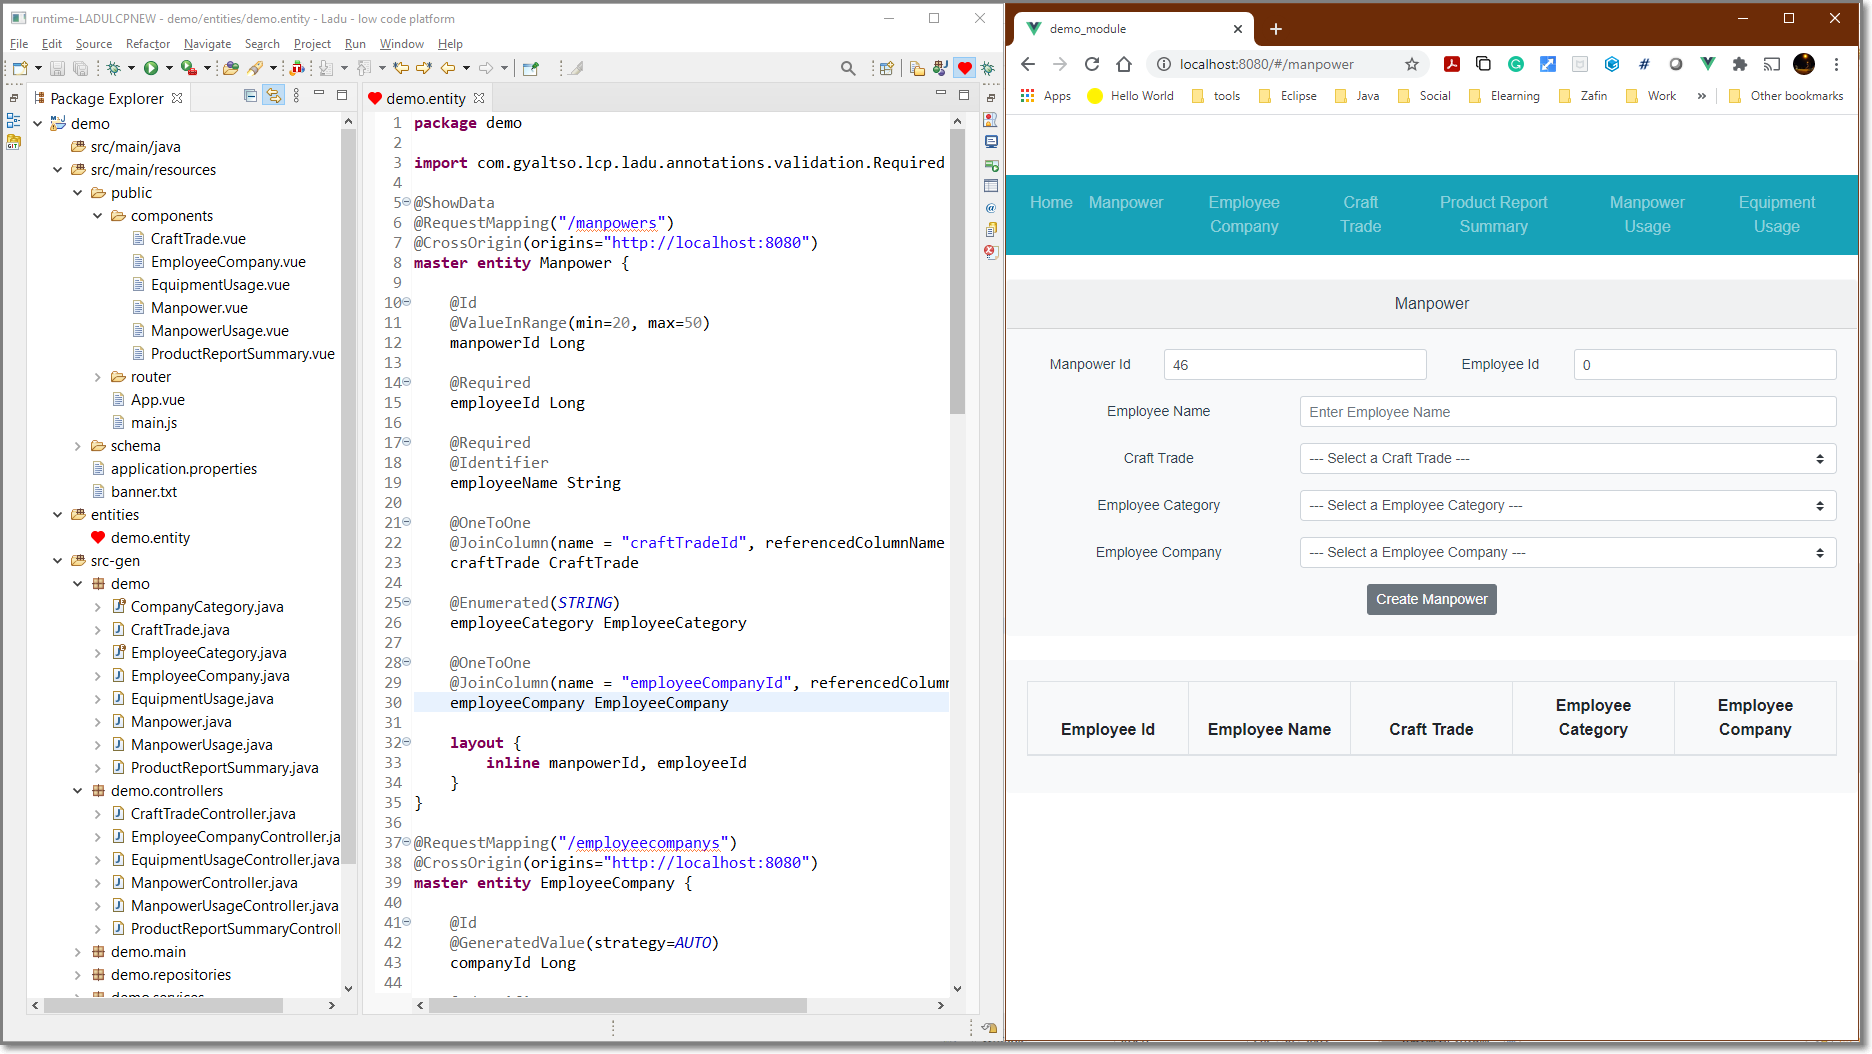 runtime-LADULCPNEW - demo/entities/demo.entity - Ladu - low code platform
File Edit Source Refactor Navigate Search Project Run Window Help
Package Explorer
demo
src/main/java
src/main/resources
public
components
CraftTrade.vue
EmployeeCompany.vue
EquipmentUsage.vue
Manpower.vue
ManpowerUsage.vue
ProductReportSummary.vue
router
App.vue
main.js
schema
application.properties
banner.txt
entities
demo.entity
src-gen
demo
CompanyCategory.java
CraftTrade.java
EmployeeCategory.java
EmployeeCompany.java
EquipmentUsage.java
Manpower.java
ManpowerUsage.java
ProductReportSummary.java
demo.controllers
CraftTradeController.java
EmployeeCompanyController.ja
EquipmentUsageController.java
ManpowerController.java
ManpowerUsageController.java
ProductReportSummaryControll
demo.main
demo.repositories
demo.services
demo.entity
1 package demo
2
3 import com.gyaltso.lcp.ladu.annotations.validation.Required
4
5 @ShowData
6 @RequestMapping("/manpowers")
7 @CrossOrigin(origins="http://localhost:8080")
8 master entity Manpower {
9
10 @Id
11 @ValueInRange(min=20, max=50)
12 manpowerId Long
13
14 @Required
15 employeeId Long
16
17 @Required
18 @Identifier
19 employeeName String
20
21 @OneToOne
22 @JoinColumn(name = "craftTradeId", referencedColumnName
23 craftTrade CraftTrade
24
25 @Enumerated(STRING)
26 employeeCategory EmployeeCategory
27
28 @OneToOne
29 @JoinColumn(name = "employeeCompanyId", referencedColumn
30 employeeCompany EmployeeCompany
31
32 layout {
33 inline manpowerId, employeeId
34 }
35 }
36
37 @RequestMapping("/employeecompanys")
38 @CrossOrigin(origins="http://localhost:8080")
39 master entity EmployeeCompany {
40
41 @Id
42 @GeneratedValue(strategy=AUTO)
43 companyId Long
44
demo_module
localhost:8080/#/manpower
Apps Hello World tools Eclipse Java Social Elearning Zafin Work » Other bookmarks
Home Manpower Employee Company Craft Trade Product Report Summary Manpower Usage Equipment Usage
Manpower
Manpower Id 46 Employee Id 0
Employee Name Enter Employee Name
Craft Trade --- Select a Craft Trade ---
Employee Category --- Select a Employee Category ---
Employee Company --- Select a Employee Company ---
Create Manpower
Employee Id Employee Name Craft Trade Employee Category Employee Company